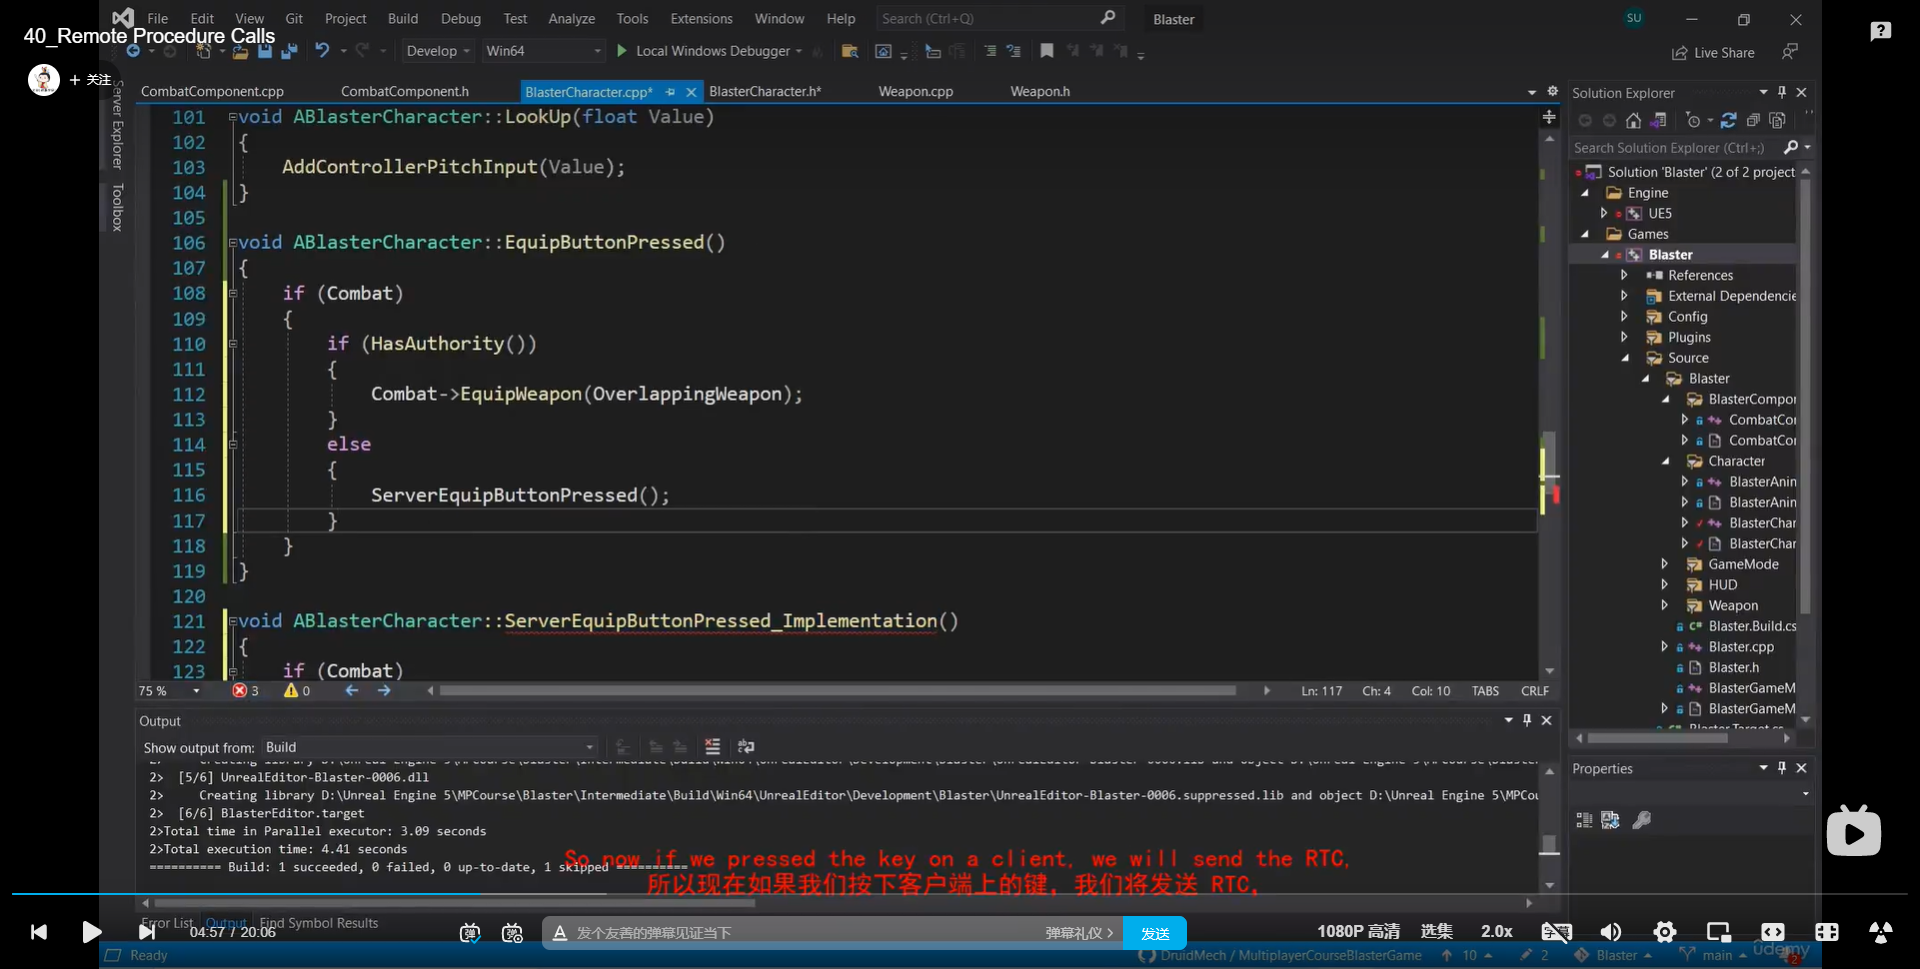 File Edit View Git Project Build Debug Test Analyze Tools Extensions Window Help Search (Ctrl+Q) Blaster SU
40_Remote Procedure Calls
Develop Win64 Local Windows Debugger Live Share
+ 关注
Server Explorer
Toolbox
CombatComponent.cpp CombatComponent.h BlasterCharacter.cpp* BlasterCharacter.h* Weapon.cpp Weapon.h
101 void ABlasterCharacter::LookUp(float Value)
102 {
103 AddControllerPitchInput(Value);
104 }
105
106 void ABlasterCharacter::EquipButtonPressed()
107 {
108 if (Combat)
109 {
110 if (HasAuthority())
111 {
112 Combat->EquipWeapon(OverlappingWeapon);
113 }
114 else
115 {
116 ServerEquipButtonPressed();
117 }
118 }
119 }
120
121 void ABlasterCharacter::ServerEquipButtonPressed_Implementation()
122 {
123 if (Combat)
75 % 3 0 Ln: 117 Ch: 4 Col: 10 TABS CRLF
Solution Explorer
Search Solution Explorer (Ctrl+;)
Solution 'Blaster' (2 of 2 project
Engine
UE5
Games
Blaster
References
External Dependencie
Config
Plugins
Source
Blaster
BlasterCompor
CombatCor
CombatCor
Character
BlasterAnin
BlasterAnin
BlasterChar
BlasterChar
GameMode
HUD
Weapon
Blaster.Build.cs
Blaster.cpp
Blaster.h
BlasterGameM
BlasterGameM
Blaster.Target.cs
Properties
Output
Show output from: Build
2> [5/6] UnrealEditor-Blaster-0006.dll
2> Creating library D:\Unreal Engine 5\MPCourse\Blaster\Intermediate\Build\Win64\UnrealEditor\Development\Blaster\UnrealEditor-Blaster-0006.suppressed.lib and object D:\Unreal Engine 5\MPCou
2> [6/6] BlasterEditor.target
2>Total time in Parallel executor: 3.09 seconds
2>Total execution time: 4.41 seconds
========== Build: 1 succeeded, 0 failed, 0 up-to-date, 1 skipped ==========
So now if we pressed the key on a client, we will send the RTC,
所以现在如果我们按下客户端上的键，我们将发送 RTC，
Error List Output Find Symbol Results
04:57 / 20:06 弹 弹 A 发个友善的弹幕见证当下 弹幕礼仪 > 发送 1080P 高清 选集 2.0x 字幕
Ready DruidMech / MultiplayerCourseBlasterGame 10 2 Blaster main 2
ûdemy